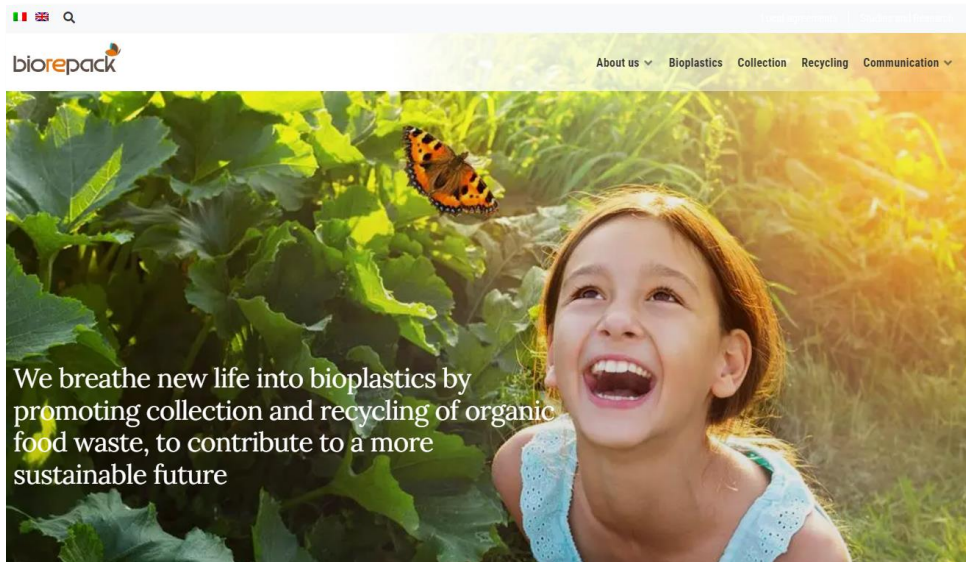 biorepack
About us
Bioplastics
Collection
Recycling
Communication
We breathe new life into bioplastics by
promoting collection and recycling of organic
food waste, to contribute to a more
sustainable future